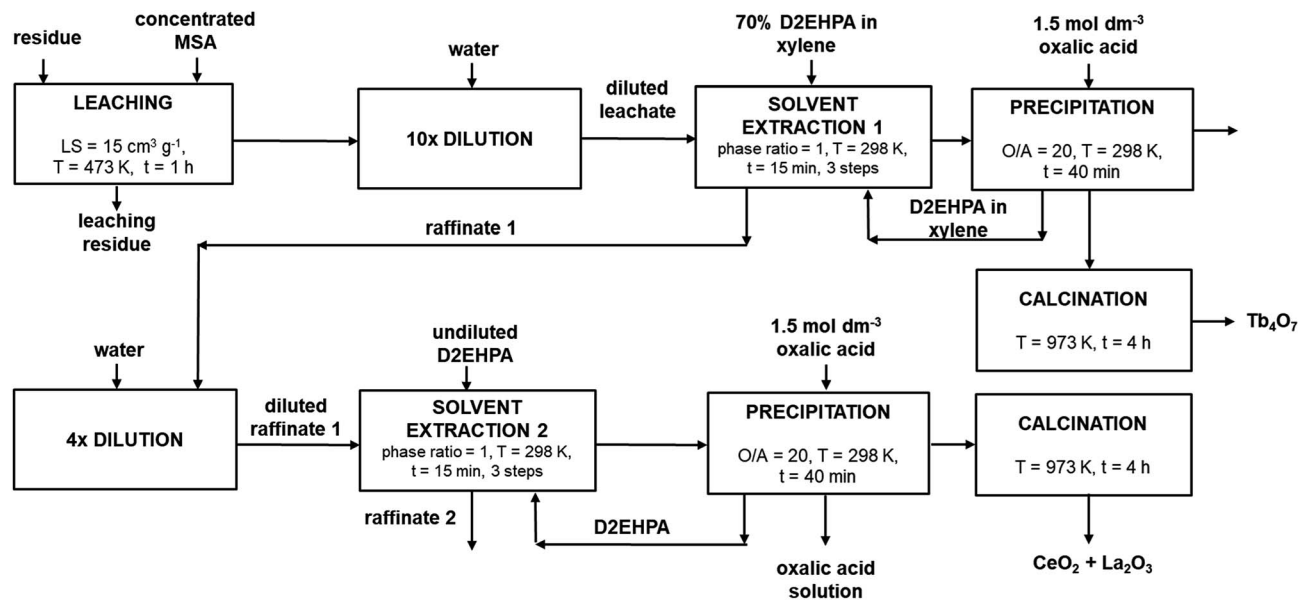 residue
concentrated
MSA
LEACHING
LS = 15 cm³ g⁻¹,
T = 473 K, t = 1 h
leaching
residue
water
10x DILUTION
diluted
leachate
70% D2EHPA in
xylene
SOLVENT
EXTRACTION 1
phase ratio = 1, T = 298 K,
t = 15 min, 3 steps
1.5 mol dm⁻³
oxalic acid
PRECIPITATION
O/A = 20, T = 298 K,
t = 40 min
D2EHPA in
xylene
raffinate 1
CALCINATION
T = 973 K, t = 4 h
Tb₄O₇
water
4x DILUTION
diluted
raffinate 1
undiluted
D2EHPA
SOLVENT
EXTRACTION 2
phase ratio = 1, T = 298 K,
t = 15 min, 3 steps
raffinate 2
D2EHPA
1.5 mol dm⁻³
oxalic acid
PRECIPITATION
O/A = 20, T = 298 K,
t = 40 min
oxalic acid
solution
CALCINATION
T = 973 K, t = 4 h
CeO₂ + La₂O₃